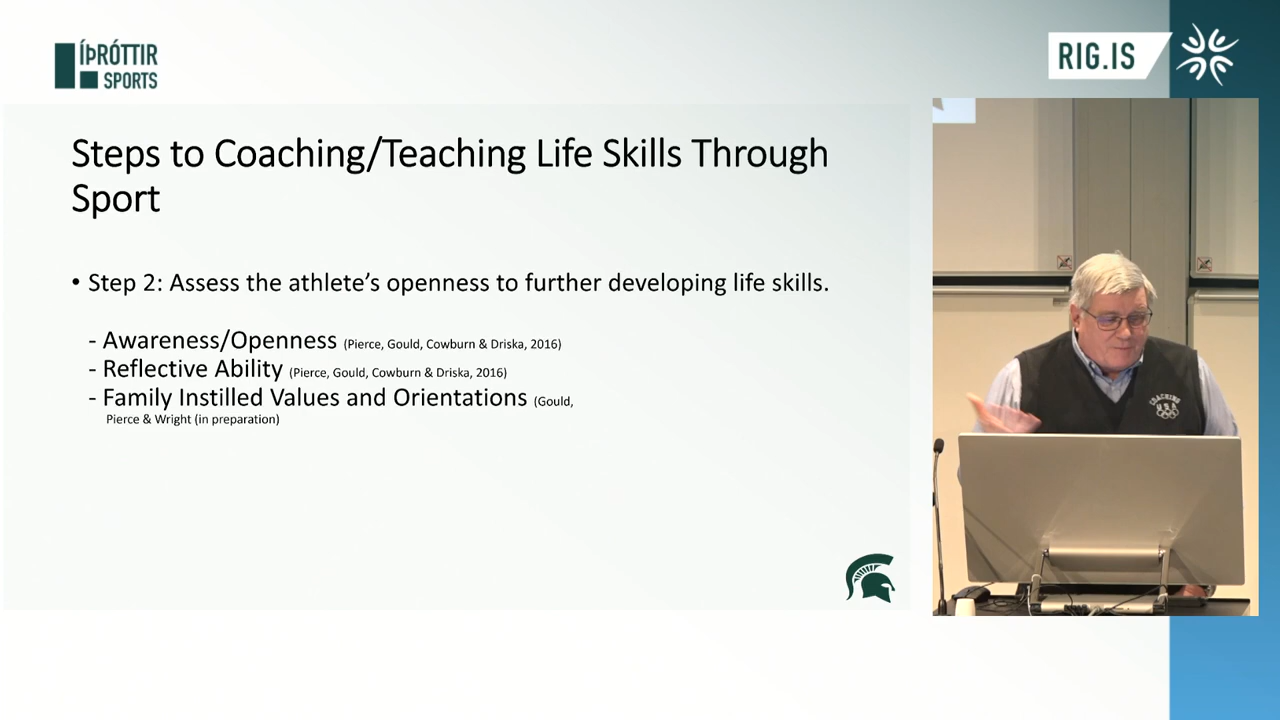 ÍÞRÓTTIR
SPORTS
RIG.IS
Steps to Coaching/Teaching Life Skills Through
Sport
• Step 2: Assess the athlete’s openness to further developing life skills.
- Awareness/Openness (Pierce, Gould, Cowburn & Driska, 2016)
- Reflective Ability (Pierce, Gould, Cowburn & Driska, 2016)
- Family Instilled Values and Orientations (Gould,
Pierce & Wright (in preparation)
COACHING
USA